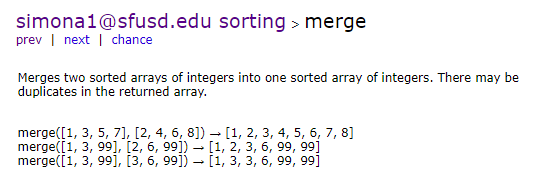 simona1@sfusd.edu sorting > merge
prev | next | chance
Merges two sorted arrays of integers into one sorted array of integers. There may be
duplicates in the returned array.
merge([1, 3, 5, 7], [2, 4, 6, 8]) → [1, 2, 3, 4, 5, 6, 7, 8]
merge([1, 3, 99], [2, 6, 99]) → [1, 2, 3, 6, 99, 99]
merge([1, 3, 99], [3, 6, 99]) → [1, 3, 3, 6, 99, 99]